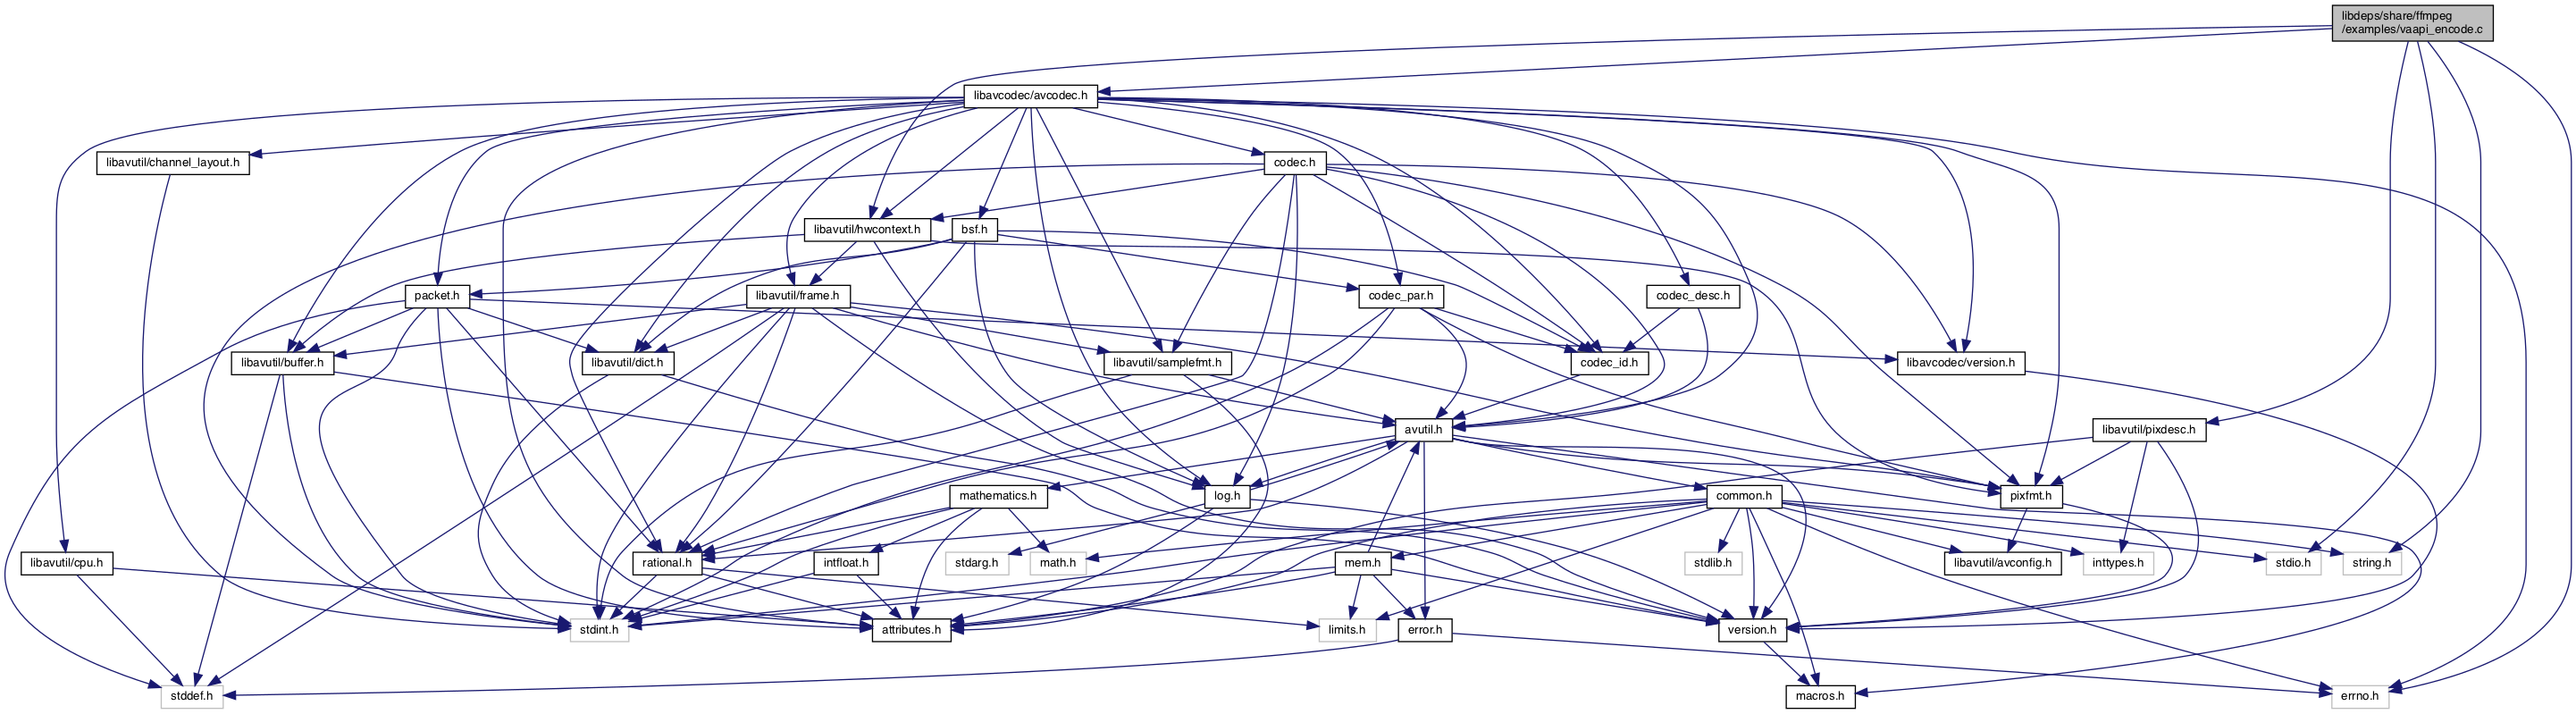 libdeps/share/ffmpeg
/examples/vaapi_encode.c
libavcodec/avcodec.h
libavutil/channel_layout.h
codec.h
libavutil/hwcontext.h
bsf.h
packet.h
libavutil/frame.h
codec_par.h
codec_desc.h
libavutil/buffer.h
libavutil/dict.h
libavutil/samplefmt.h
codec_id.h
libavcodec/version.h
avutil.h
libavutil/pixdesc.h
mathematics.h
log.h
common.h
pixfmt.h
libavutil/cpu.h
rational.h
intfloat.h
stdarg.h
math.h
mem.h
stdlib.h
libavutil/avconfig.h
inttypes.h
stdio.h
string.h
stdint.h
attributes.h
limits.h
error.h
version.h
stddef.h
macros.h
errno.h